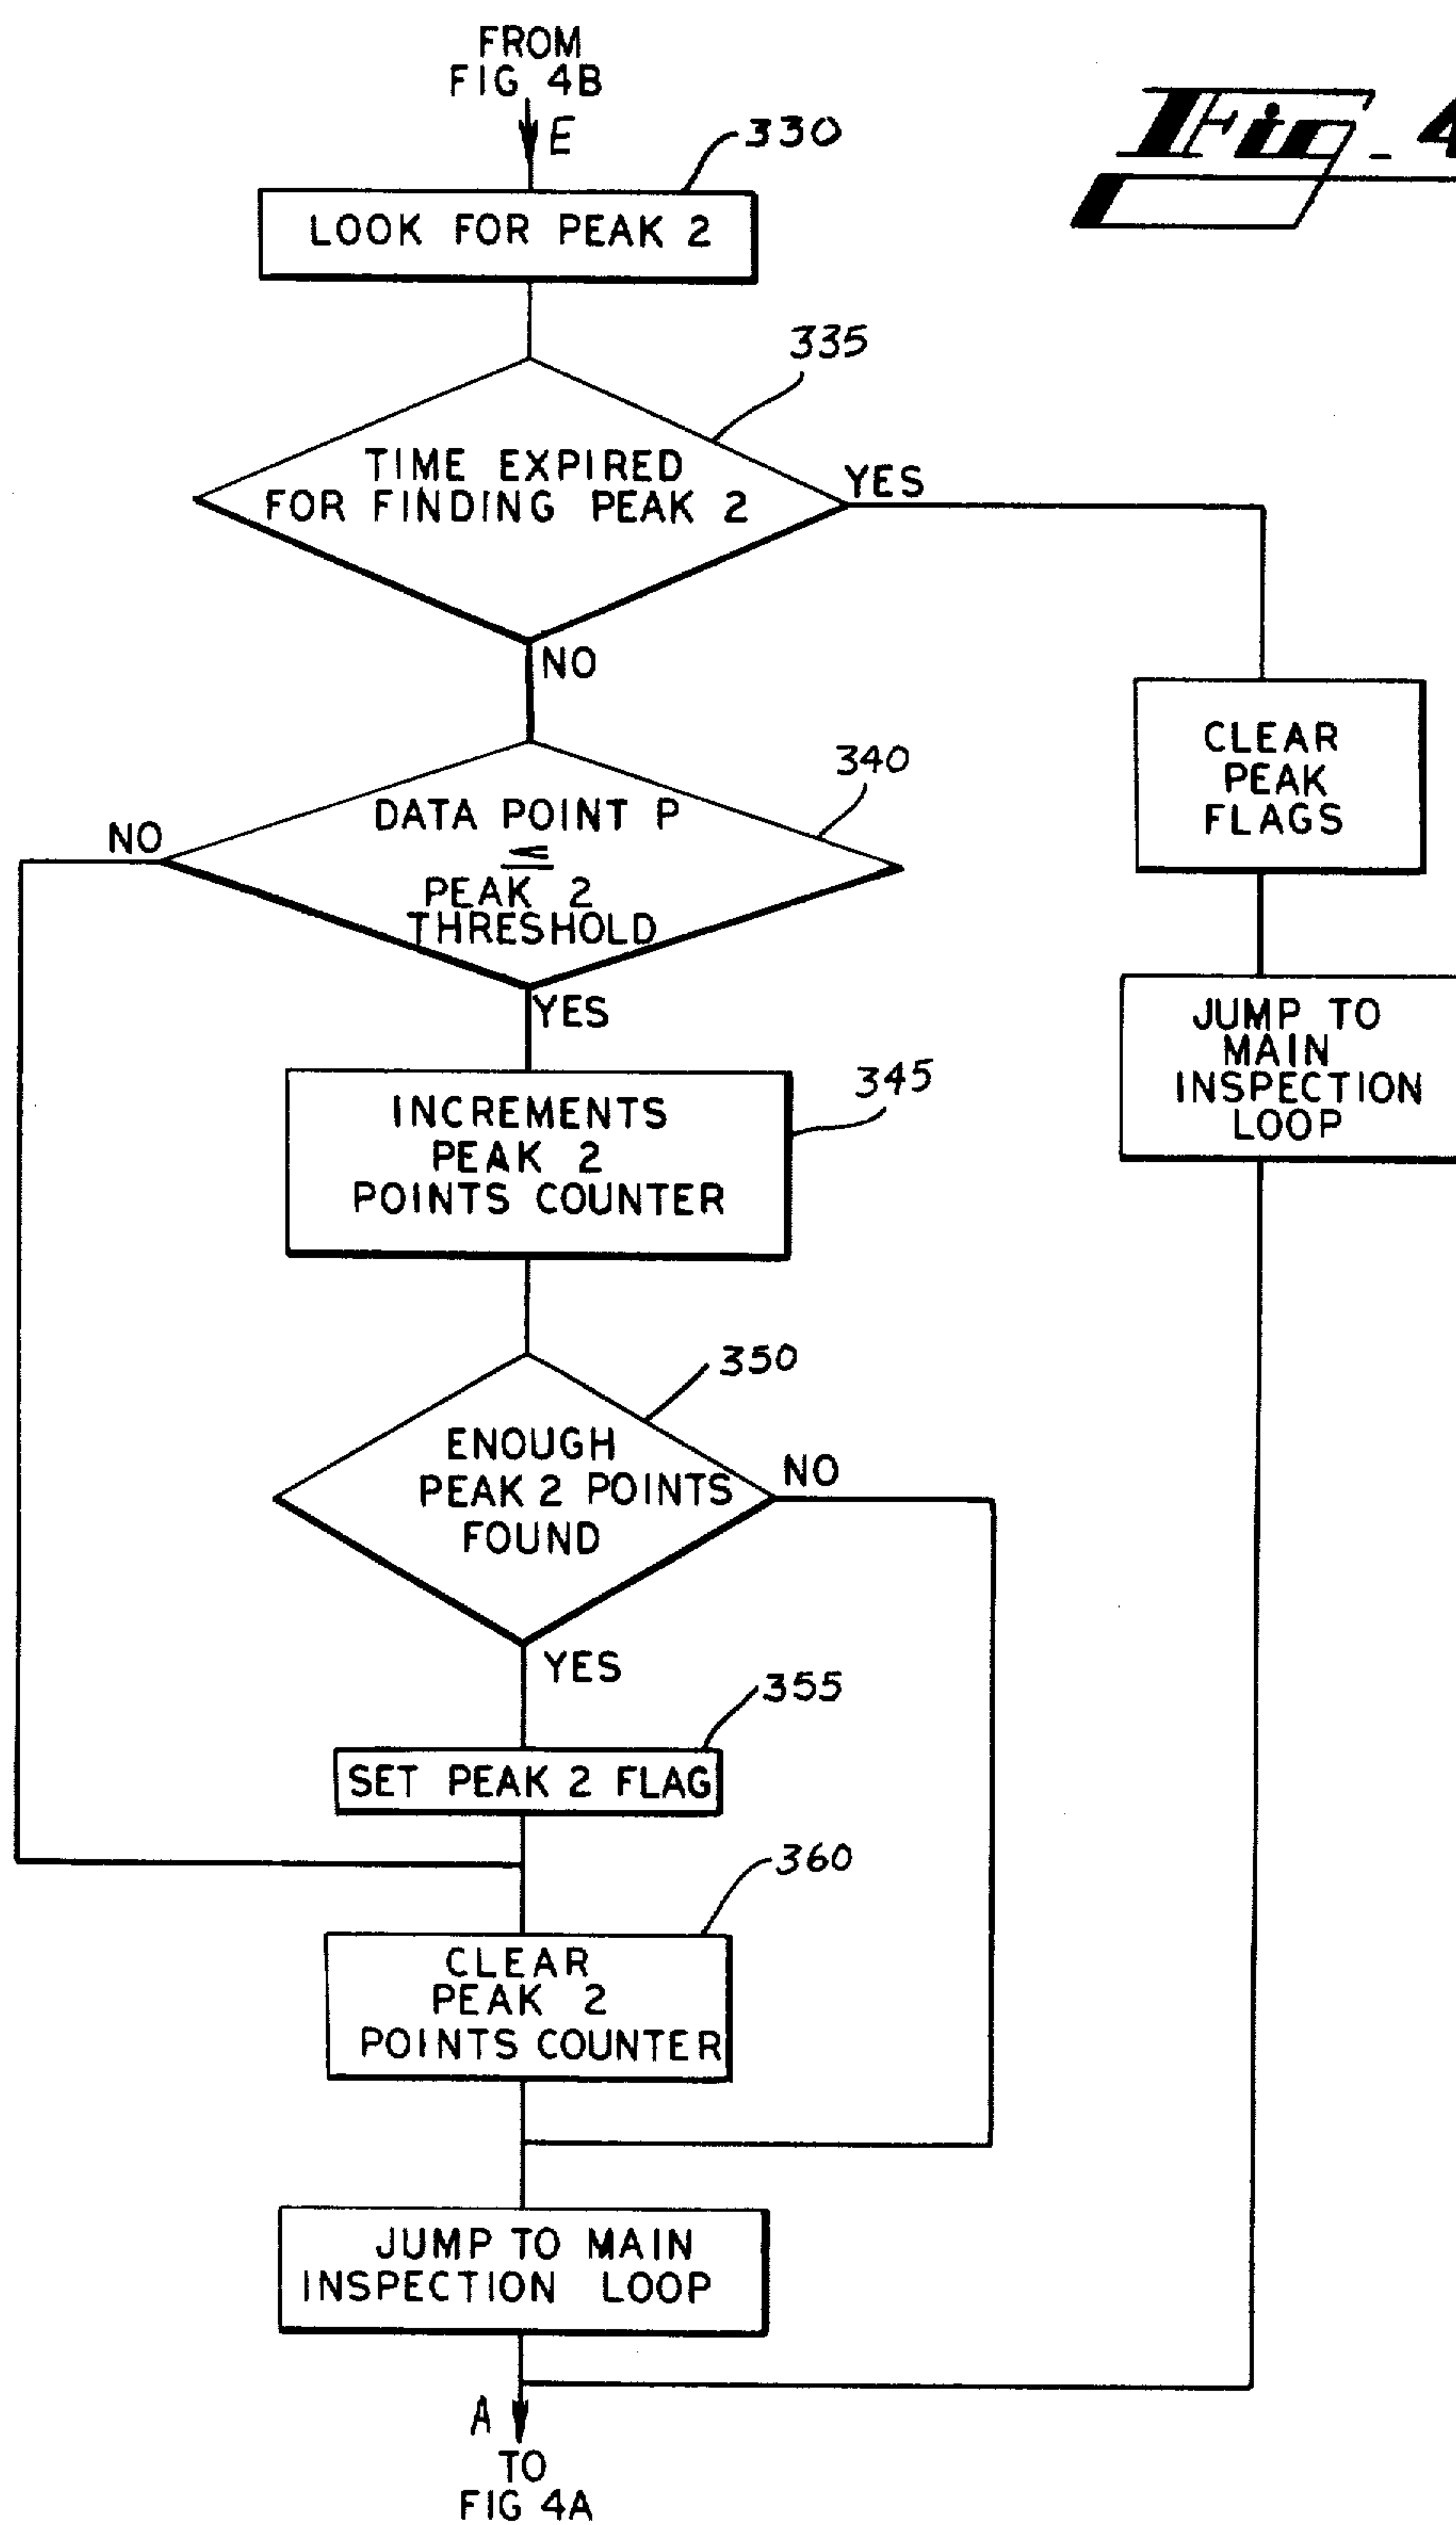 FROM
FIG 4B
E
330
Fig. 4
LOOK FOR PEAK 2
335
TIME EXPIRED
FOR FINDING PEAK 2
YES
NO
CLEAR
PEAK
FLAGS
340
DATA POINT P
≤
PEAK 2
THRESHOLD
NO
YES
JUMP TO
MAIN
INSPECTION
LOOP
345
INCREMENTS
PEAK 2
POINTS COUNTER
350
ENOUGH
PEAK 2 POINTS
FOUND
NO
YES
355
SET PEAK 2 FLAG
360
CLEAR
PEAK 2
POINTS COUNTER
JUMP TO MAIN
INSPECTION LOOP
A
TO
FIG 4A